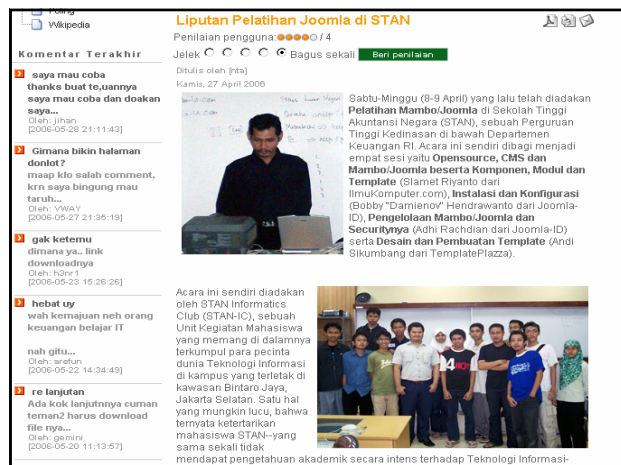 Polling
Wikipedia
Komentar Terakhir
saya mau coba
thanks buat te,uannya
saya mau coba dan doakan
saya...
Oleh: jihan
[2006-05-28 21:11:43]
Gimana bikin halaman
donlot?
maap klo salah comment,
krn saya bingung mau
taruh...
Oleh: VWAY
[2006-05-27 21:35:19]
gak ketemu
dimana ya.. link
downloadnya
Oleh: h3nr1
[2006-05-23 15:26:26]
hebat uy
wah kemajuan neh orang
keuangan belajar IT
nah gitu...
Oleh: arefun
[2006-05-22 14:34:49]
re lanjutan
Ada kok lanjutnnya cuman
teman2 harus download
file nya...
Oleh: gemini
[2006-05-20 11:13:57]
Liputan Pelatihan Joomla di STAN
Penilaian pengguna: / 4
Jelek Bagus sekali Beri penilaian
Ditulis oleh [nta]
Kamis, 27 April 2006
Sabtu-Minggu (8-9 April) yang lalu telah diadakan
Pelatihan Mambo/Joomla di Sekolah Tinggi
Akuntansi Negara (STAN), sebuah Perguruan
Tinggi Kedinasan di bawah Departemen
Keuangan RI. Acara ini sendiri dibagi menjadi
empat sesi yaitu Opensource, CMS dan
Mambo/Joomla beserta Komponen, Modul dan
Template (Slamet Riyanto dari
IlmuKomputer.com), Instalasi dan Konfigurasi
(Bobby "Damienov" Hendrawanto dari Joomla-
ID), Pengelolaan Mambo/Joomla dan
Securitynya (Adhi Rachdian dari Joomla-ID)
serta Desain dan Pembuatan Template (Andi
Sikumbang dari TemplatePlazza).
Acara ini sendiri diadakan
oleh STAN Informatics
Club (STAN-IC), sebuah
Unit Kegiatan Mahasiswa
yang memang di dalamnya
terkumpul para pecinta
dunia Teknologi Informasi
di kampus yang terletak di
kawasan Bintaro Jaya,
Jakarta Selatan. Satu hal
yang mungkin lucu, bahwa
ternyata ketertarikan
mahasiswa STAN--yang
sama sekali tidak
mendapat pengetahuan akademik secara intens terhadap Teknologi Informasi-